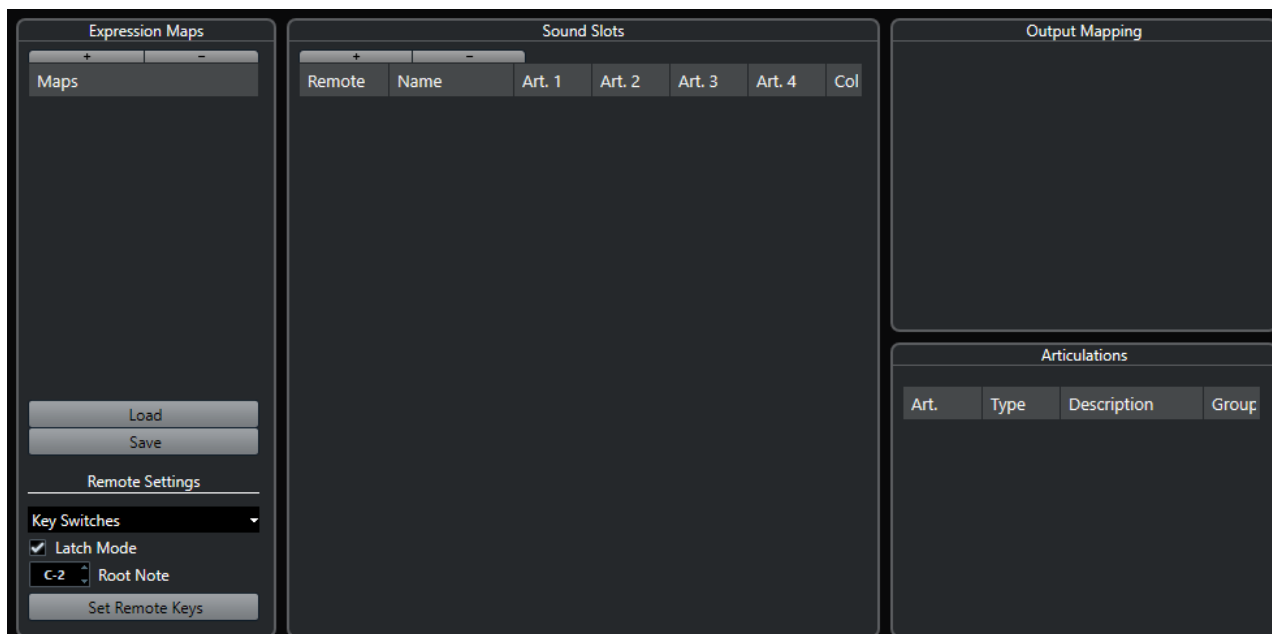 Expression Maps
+ -
Maps
Load
Save
Remote Settings
Key Switches
Latch Mode
C-2 Root Note
Set Remote Keys
Sound Slots
+ -
Remote Name Art. 1 Art. 2 Art. 3 Art. 4 Col
Output Mapping
Articulations
Art. Type Description Group